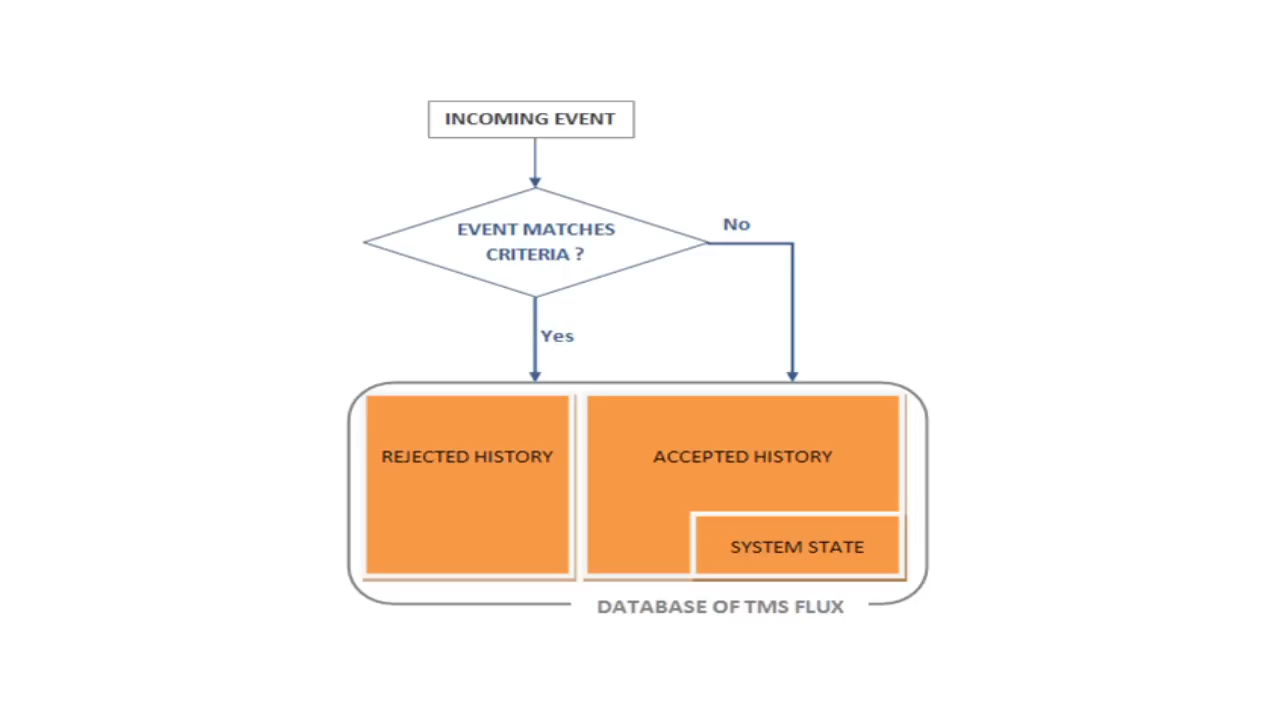 INCOMING EVENT
EVENT MATCHES
CRITERIA ?
No
Yes
REJECTED HISTORY
ACCEPTED HISTORY
SYSTEM STATE
DATABASE OF TMS FLUX